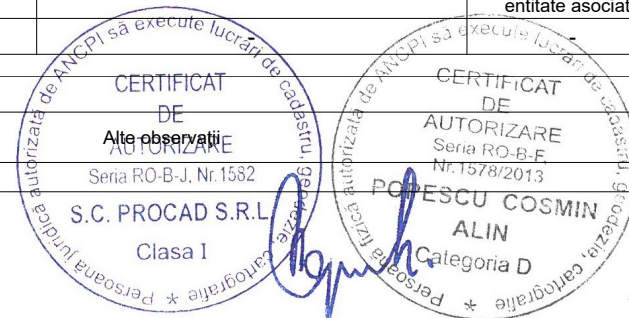 entitate asociat
-
-
Alte observații
Persoană juridică autorizată de ANCPI să execute lucrări de cadastru, geodezie, cartografie *
CERTIFICAT
DE
AUTORIZARE
Seria RO-B-J, Nr.1582
S.C. PROCAD S.R.L
Clasa I
Persoană fizică autorizată de ANCPI să execute lucrări de cadastru, geodezie, cartografie *
CERTIFICAT
DE
AUTORIZARE
Seria RO-B-F,
Nr.1578/2013
POPESCU COSMIN
ALIN
Categoria D